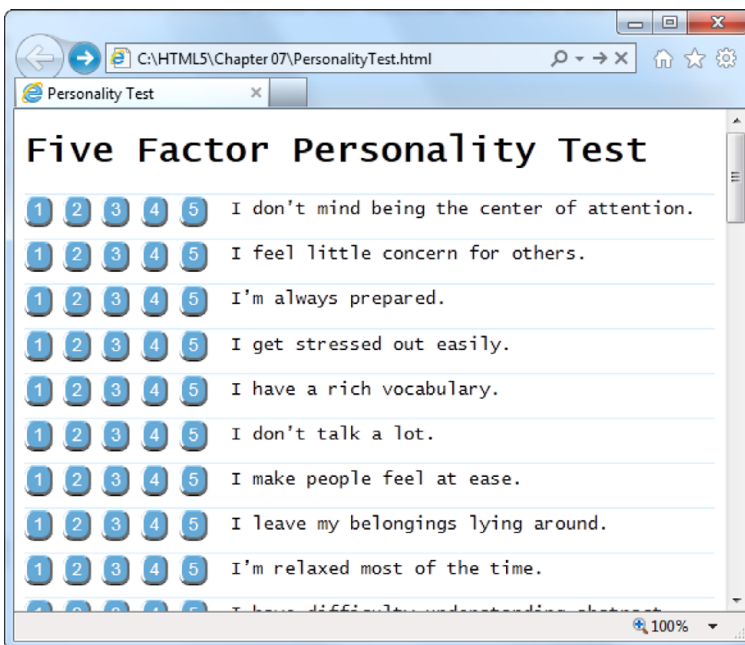 C:\HTML5\Chapter 07\PersonalityTest.html
Personality Test
Five Factor Personality Test
1 2 3 4 5 I don't mind being the center of attention.
1 2 3 4 5 I feel little concern for others.
1 2 3 4 5 I'm always prepared.
1 2 3 4 5 I get stressed out easily.
1 2 3 4 5 I have a rich vocabulary.
1 2 3 4 5 I don't talk a lot.
1 2 3 4 5 I make people feel at ease.
1 2 3 4 5 I leave my belongings lying around.
1 2 3 4 5 I'm relaxed most of the time.
I have difficulty understanding abstract
100%